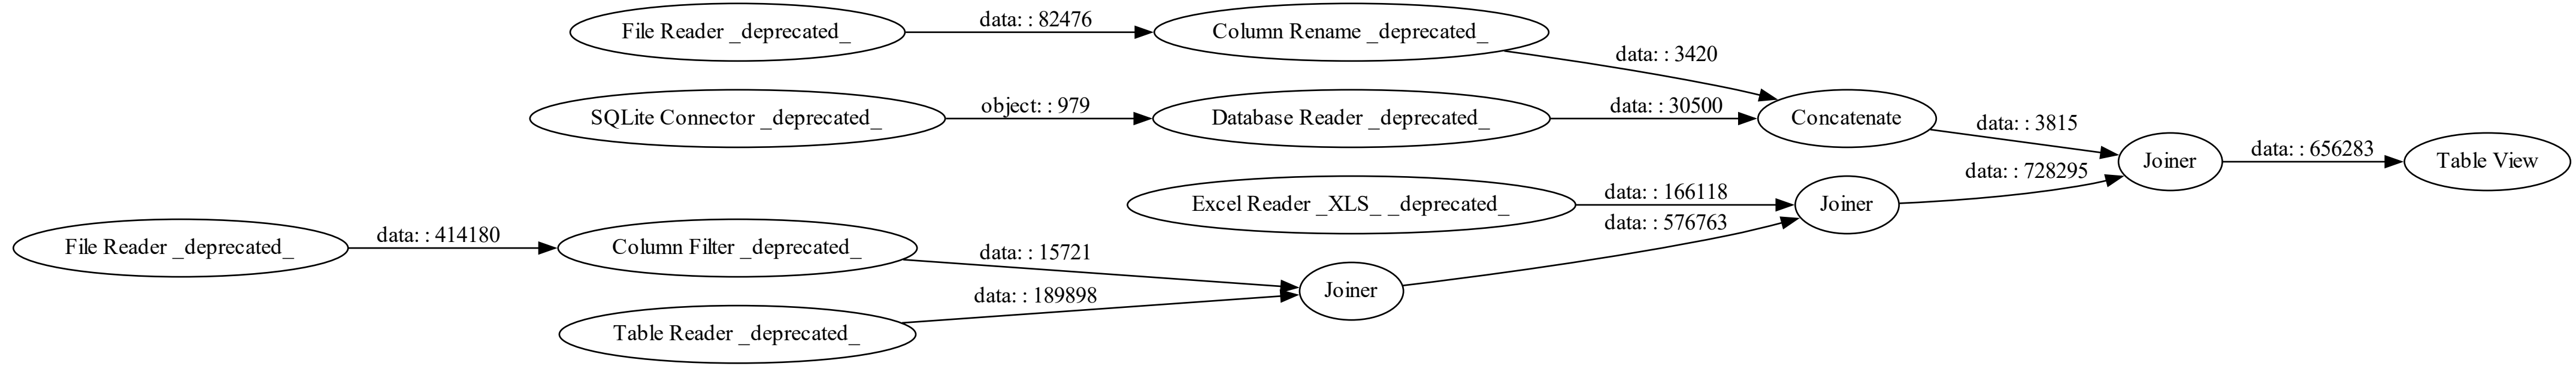 File Reader _deprecated_
data: : 82476
Column Rename _deprecated_
data: : 3420
SQLite Connector _deprecated_
object: : 979
Database Reader _deprecated_
data: : 30500
Concatenate
data: : 3815
Joiner
data: : 656283
Table View
Excel Reader _XLS_ _deprecated_
data: : 166118
Joiner
data: : 728295
File Reader _deprecated_
data: : 414180
Column Filter _deprecated_
data: : 15721
Joiner
data: : 576763
Table Reader _deprecated_
data: : 189898